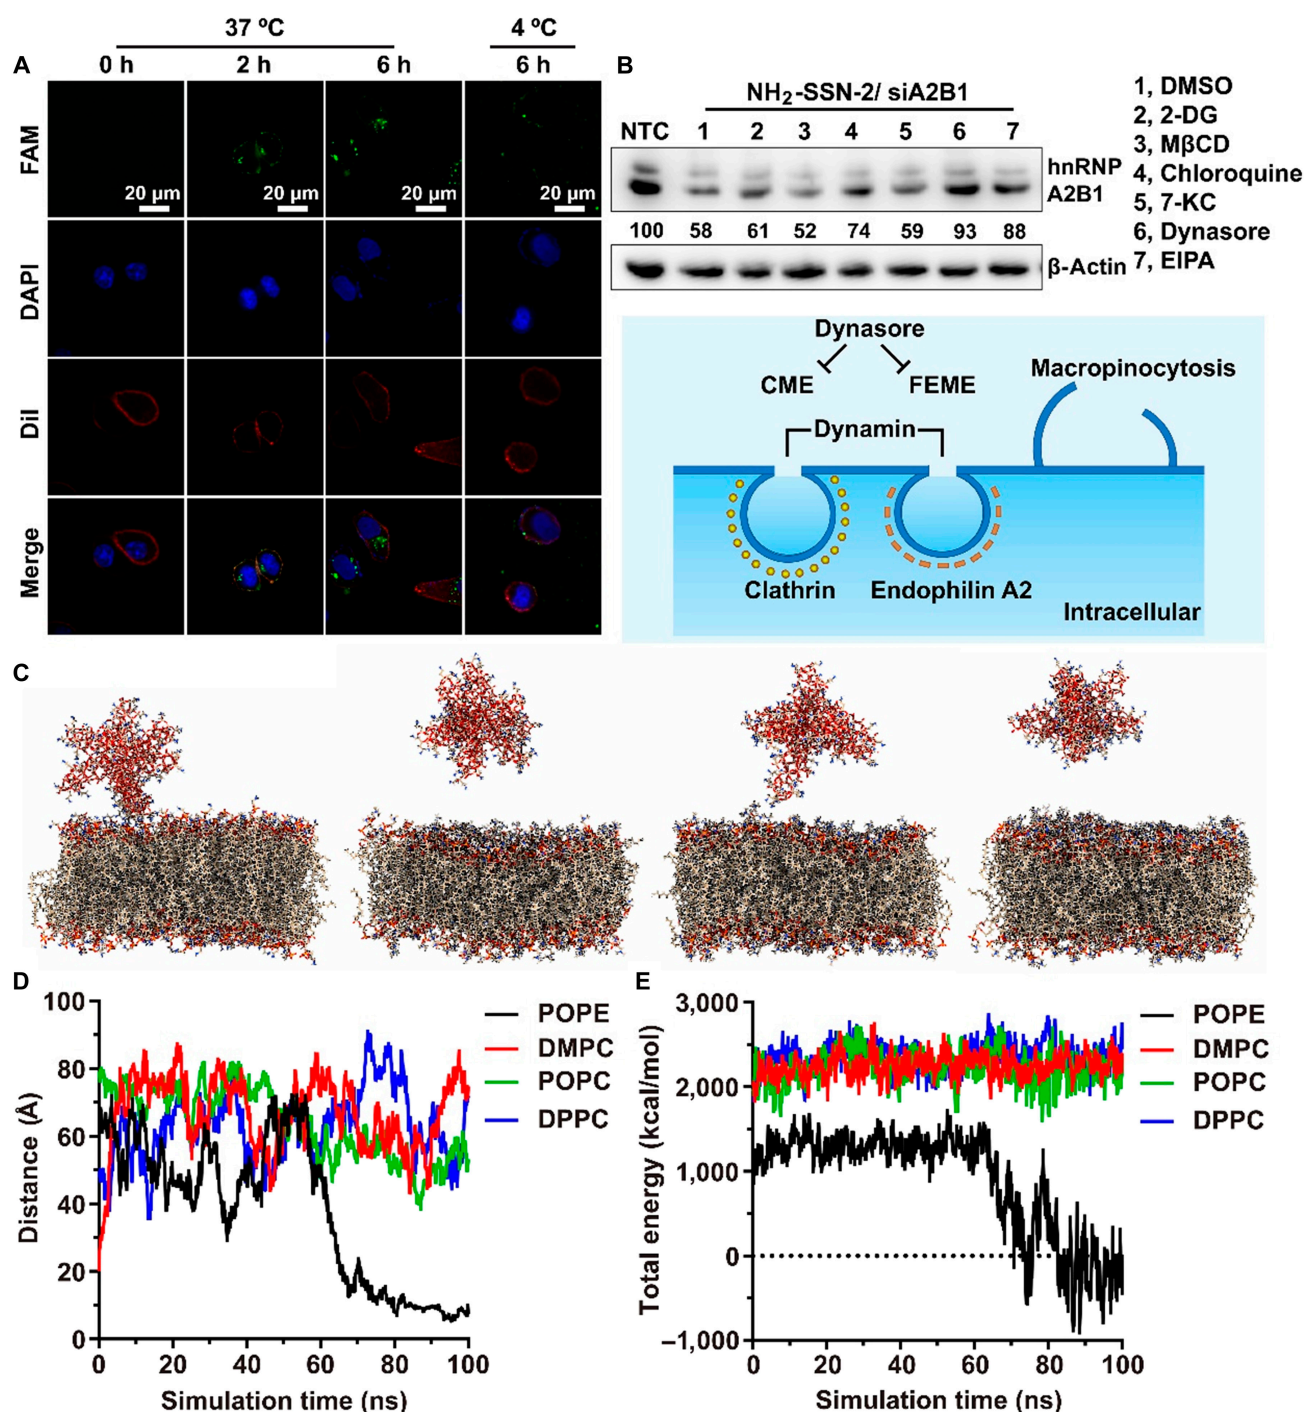 37 ºC
4 ºC
A
0 h
2 h
6 h
6 h
FAM
20 µm
20 µm
20 µm
20 µm
DAPI
Dil
Merge
B
NH2-SSN-2/ siA2B1
NTC 1 2 3 4 5 6 7
hnRNP
A2B1
100 58 61 52 74 59 93 88
β-Actin
1, DMSO
2, 2-DG
3, MβCD
4, Chloroquine
5, 7-KC
6, Dynasore
7, EIPA
Dynasore
CME
FEME
Macropinocytosis
Dynamin
Clathrin
Endophilin A2
Intracellular
C
D
100
80
60
40
20
0
Distance (Å)
0 20 40 60 80 100
Simulation time (ns)
POPE
DMPC
POPC
DPPC
E
3,000
2,000
1,000
0
–1,000
Total energy (kcal/mol)
0 20 40 60 80 100
Simulation time (ns)
POPE
DMPC
POPC
DPPC